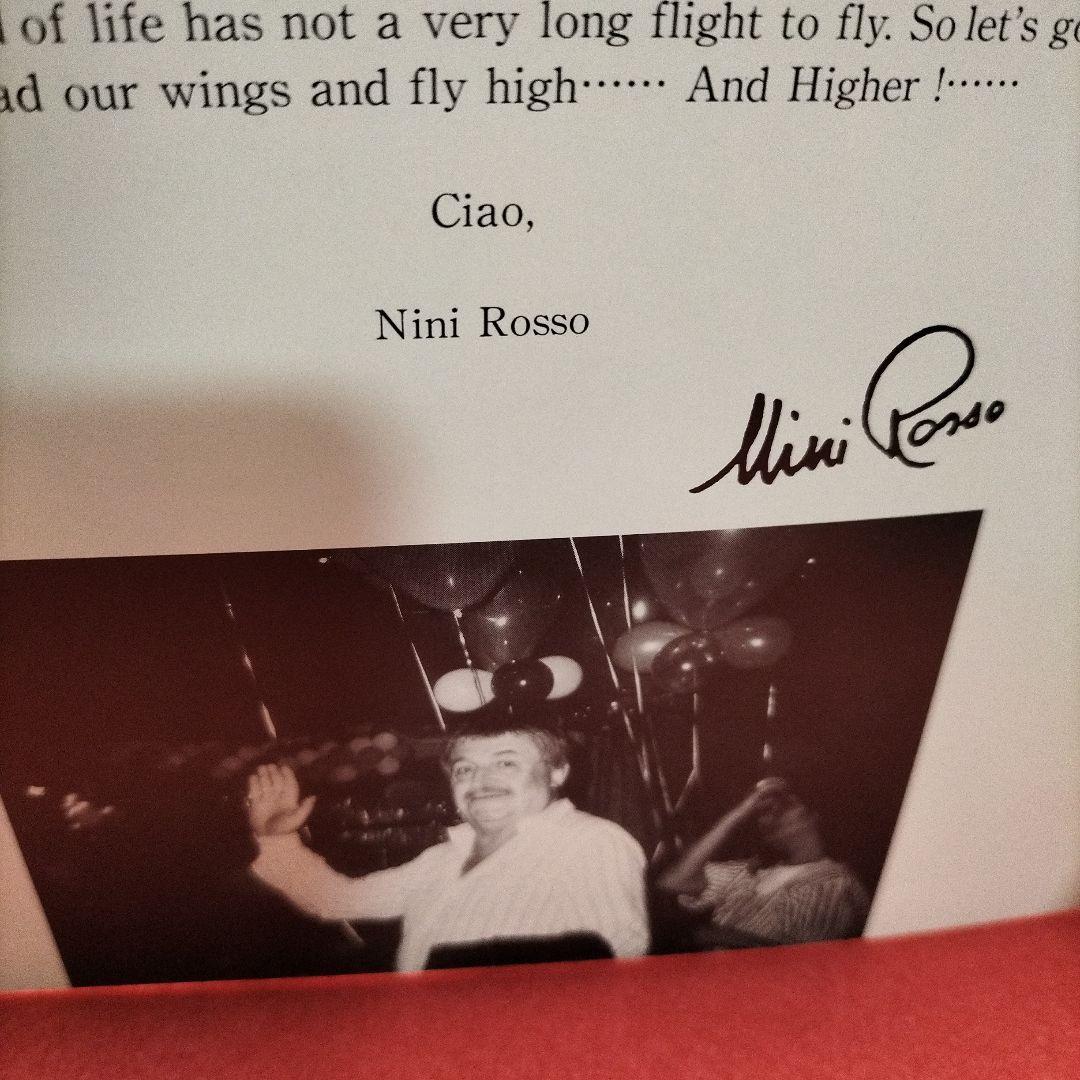 of life has not a very long flight to fly. So let's
our wings and fly high…… And Higher !……
Ciao,
Nini Rosso
Nini Rosso